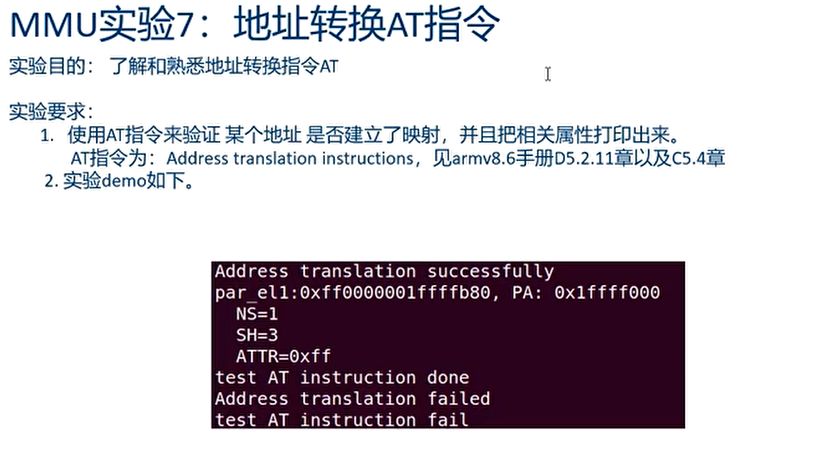 MMU实验7：地址转换AT指令
实验目的： 了解和熟悉地址转换指令AT
实验要求：
1. 使用AT指令来验证 某个地址 是否建立了映射，并且把相关属性打印出来。
AT指令为：Address translation instructions，见armv8.6手册D5.2.11章以及C5.4章
2. 实验demo如下。
Address translation successfully
par_el1:0xff0000001ffffb80, PA: 0x1ffff000
NS=1
SH=3
ATTR=0xff
test AT instruction done
Address translation failed
test AT instruction fail